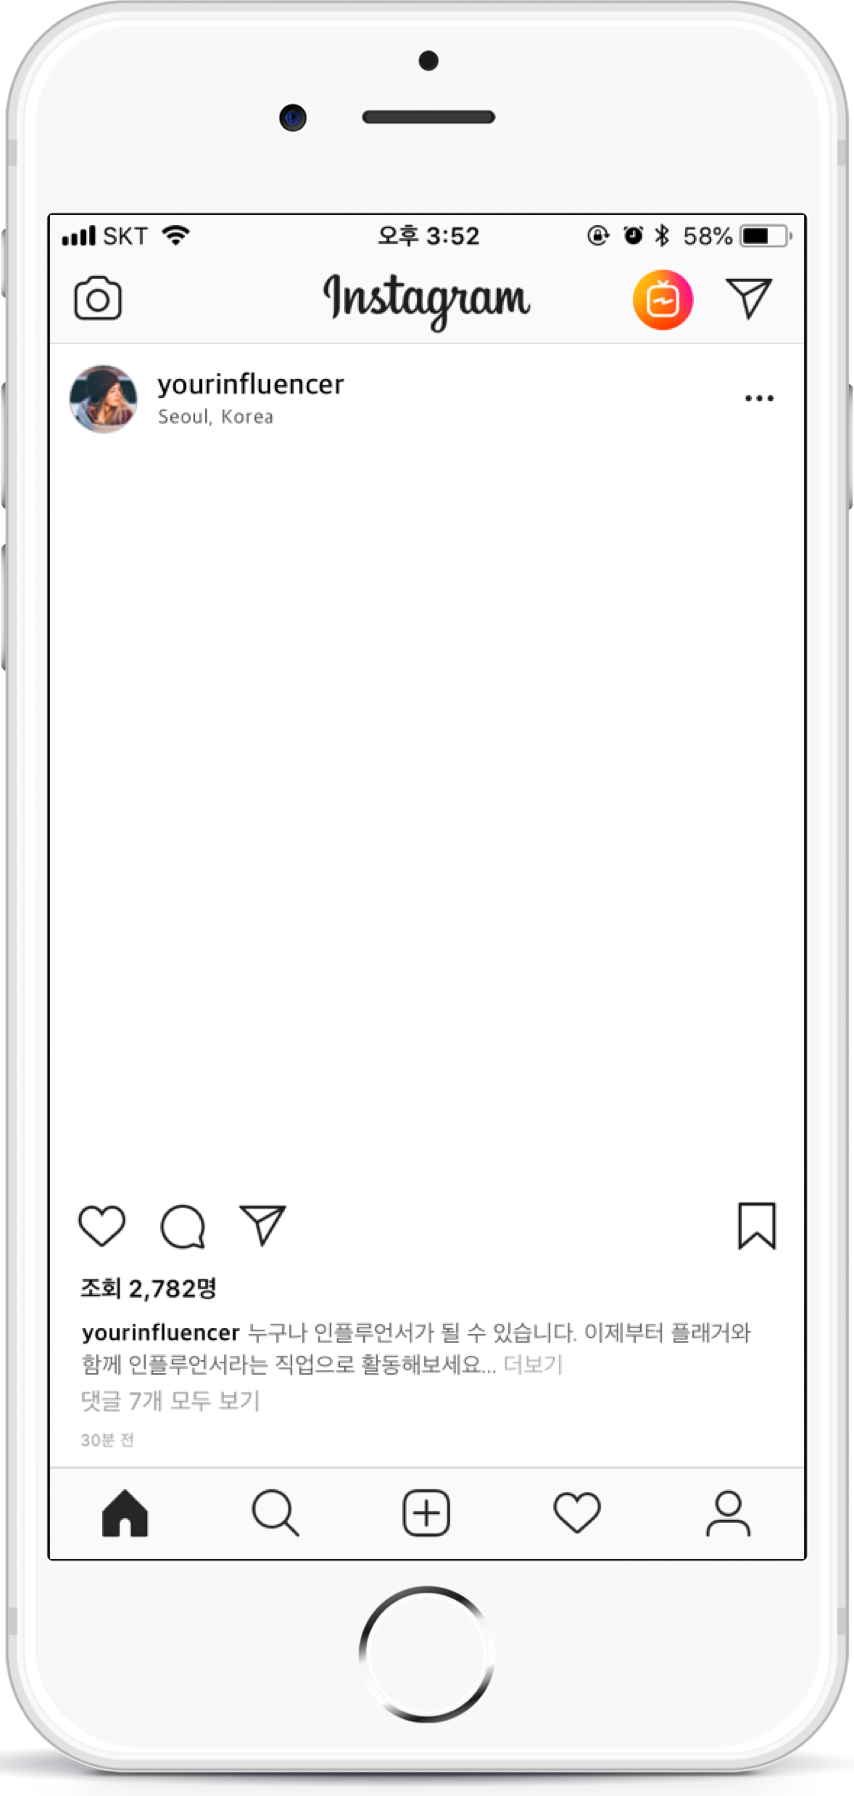 SKT 오후 3:52 58%
Instagram
yourinfluencer
Seoul, Korea
조회 2,782명
yourinfluencer 누구나 인플루언서가 될 수 있습니다. 이제부터 플래거와
함께 인플루언서라는 직업으로 활동해보세요... 더보기
댓글 7개 모두 보기
30분 전